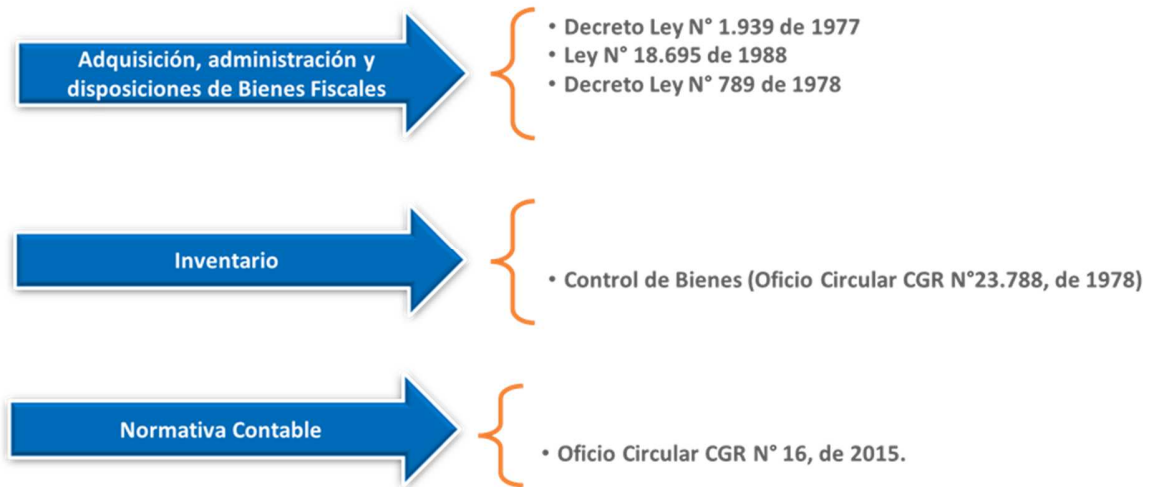 Adquisición, administración y
disposiciones de Bienes Fiscales
• Decreto Ley N° 1.939 de 1977
• Ley N° 18.695 de 1988
• Decreto Ley N° 789 de 1978
Inventario
• Control de Bienes (Oficio Circular CGR N°23.788, de 1978)
Normativa Contable
• Oficio Circular CGR N° 16, de 2015.